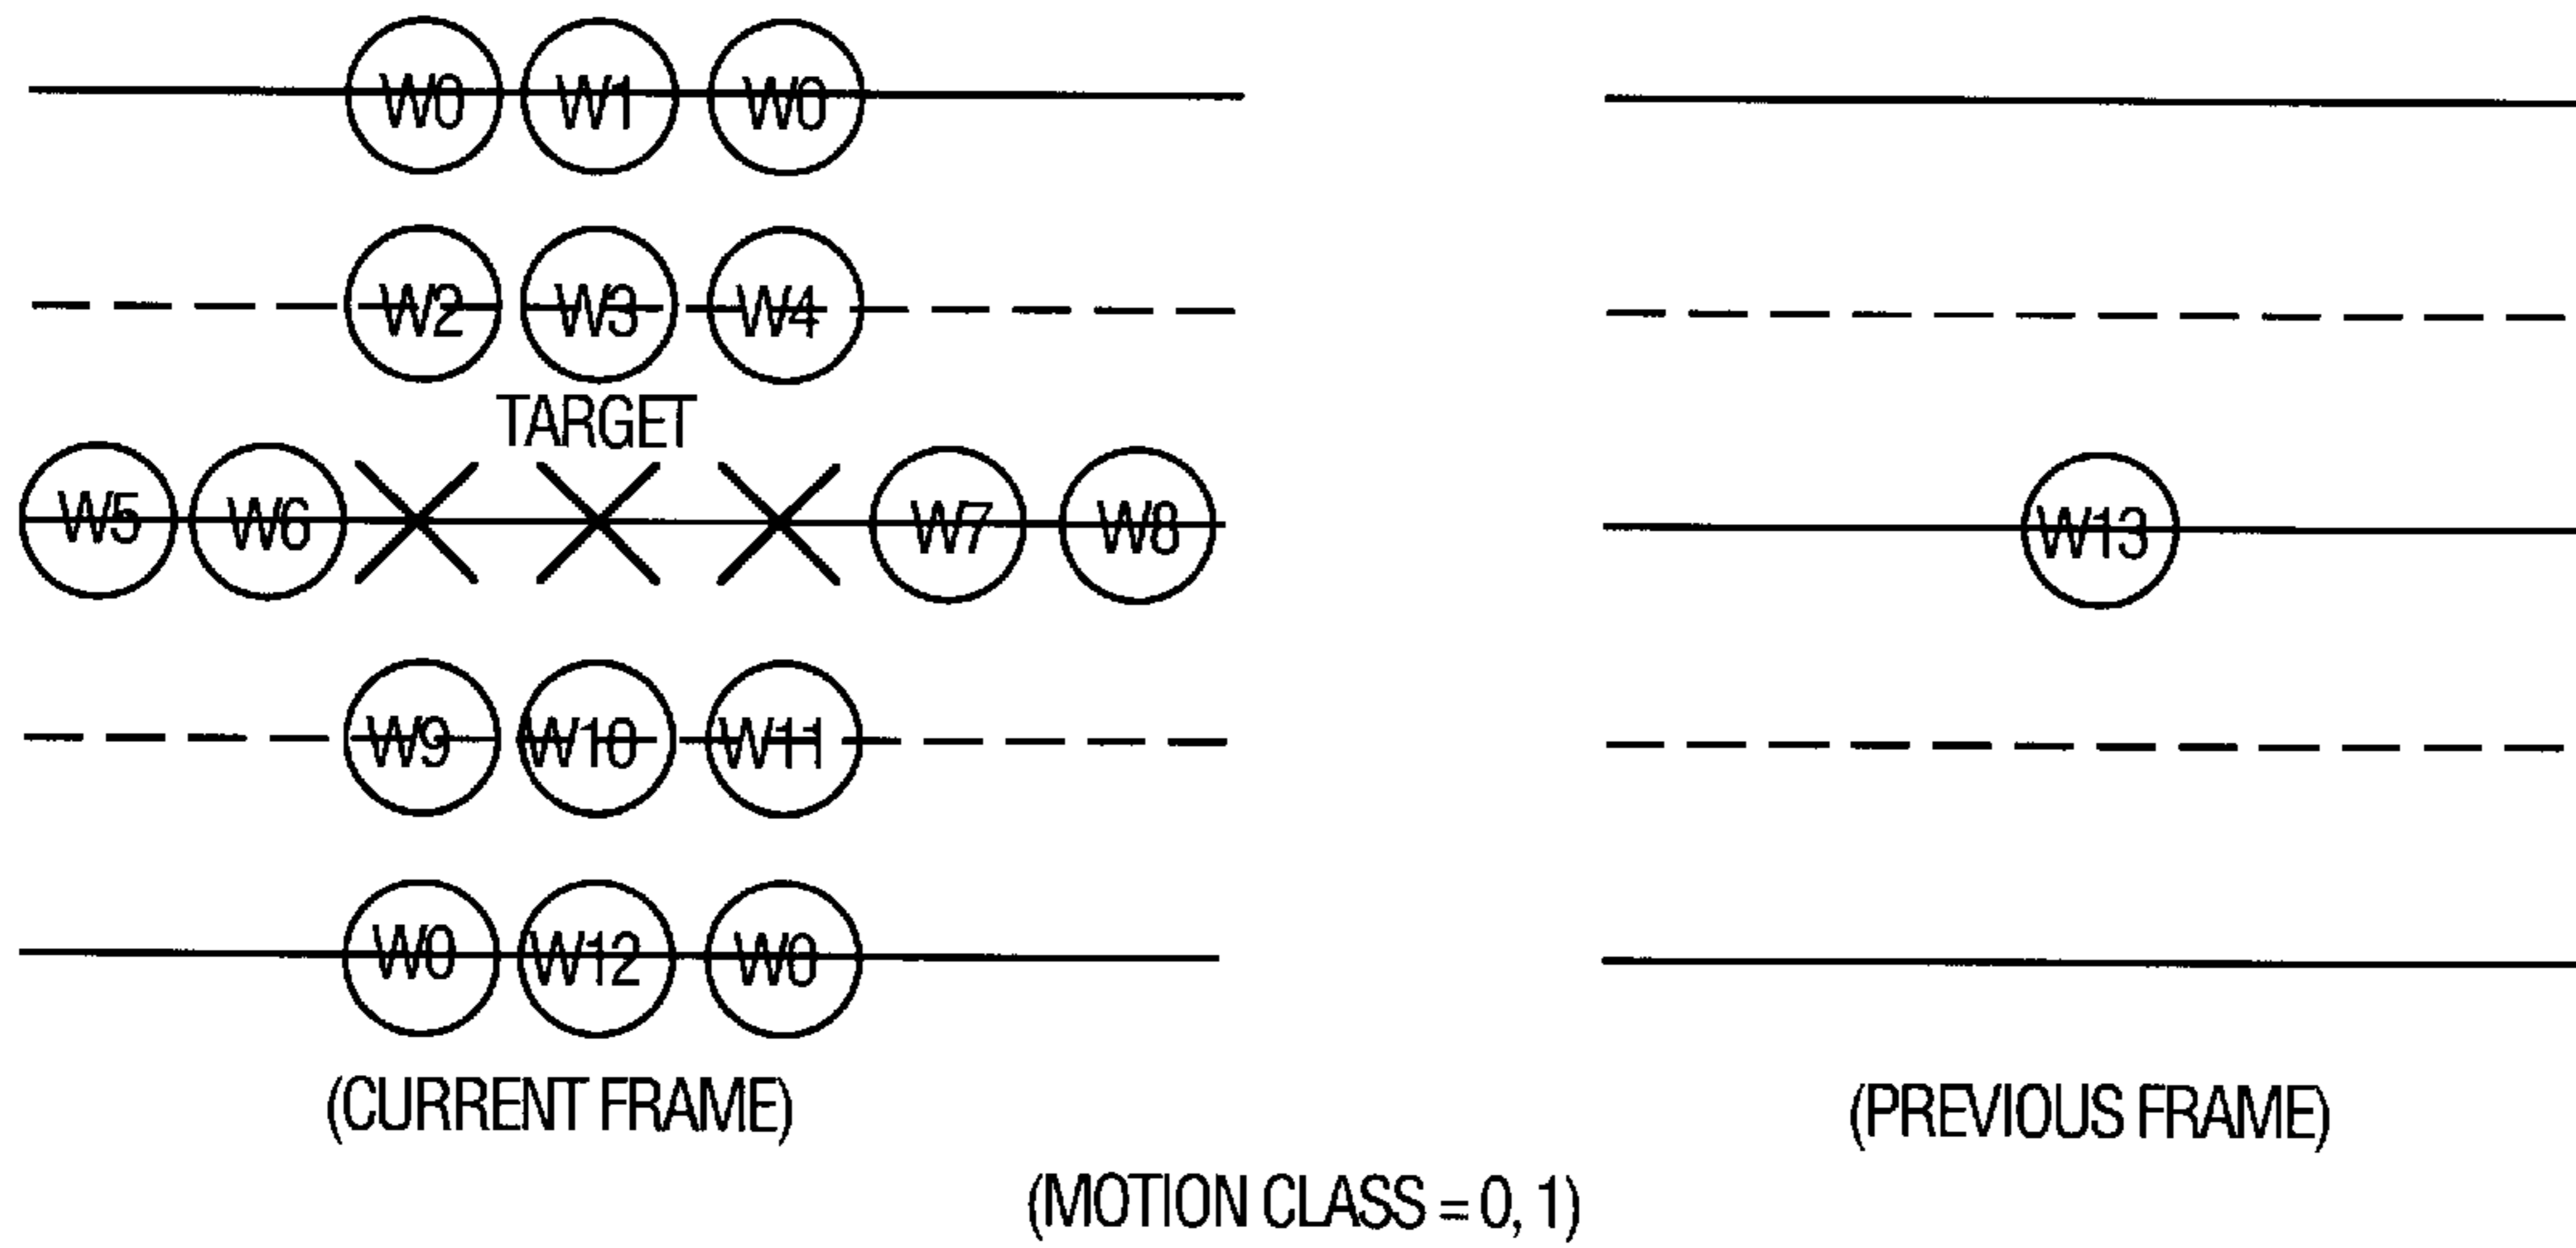 W0 W1 W0
W2 W3 W4
TARGET
W5 W6 W7 W8 W13
W9 W10 W11
W0 W12 W0
(CURRENT FRAME) (PREVIOUS FRAME)
(MOTION CLASS = 0, 1)